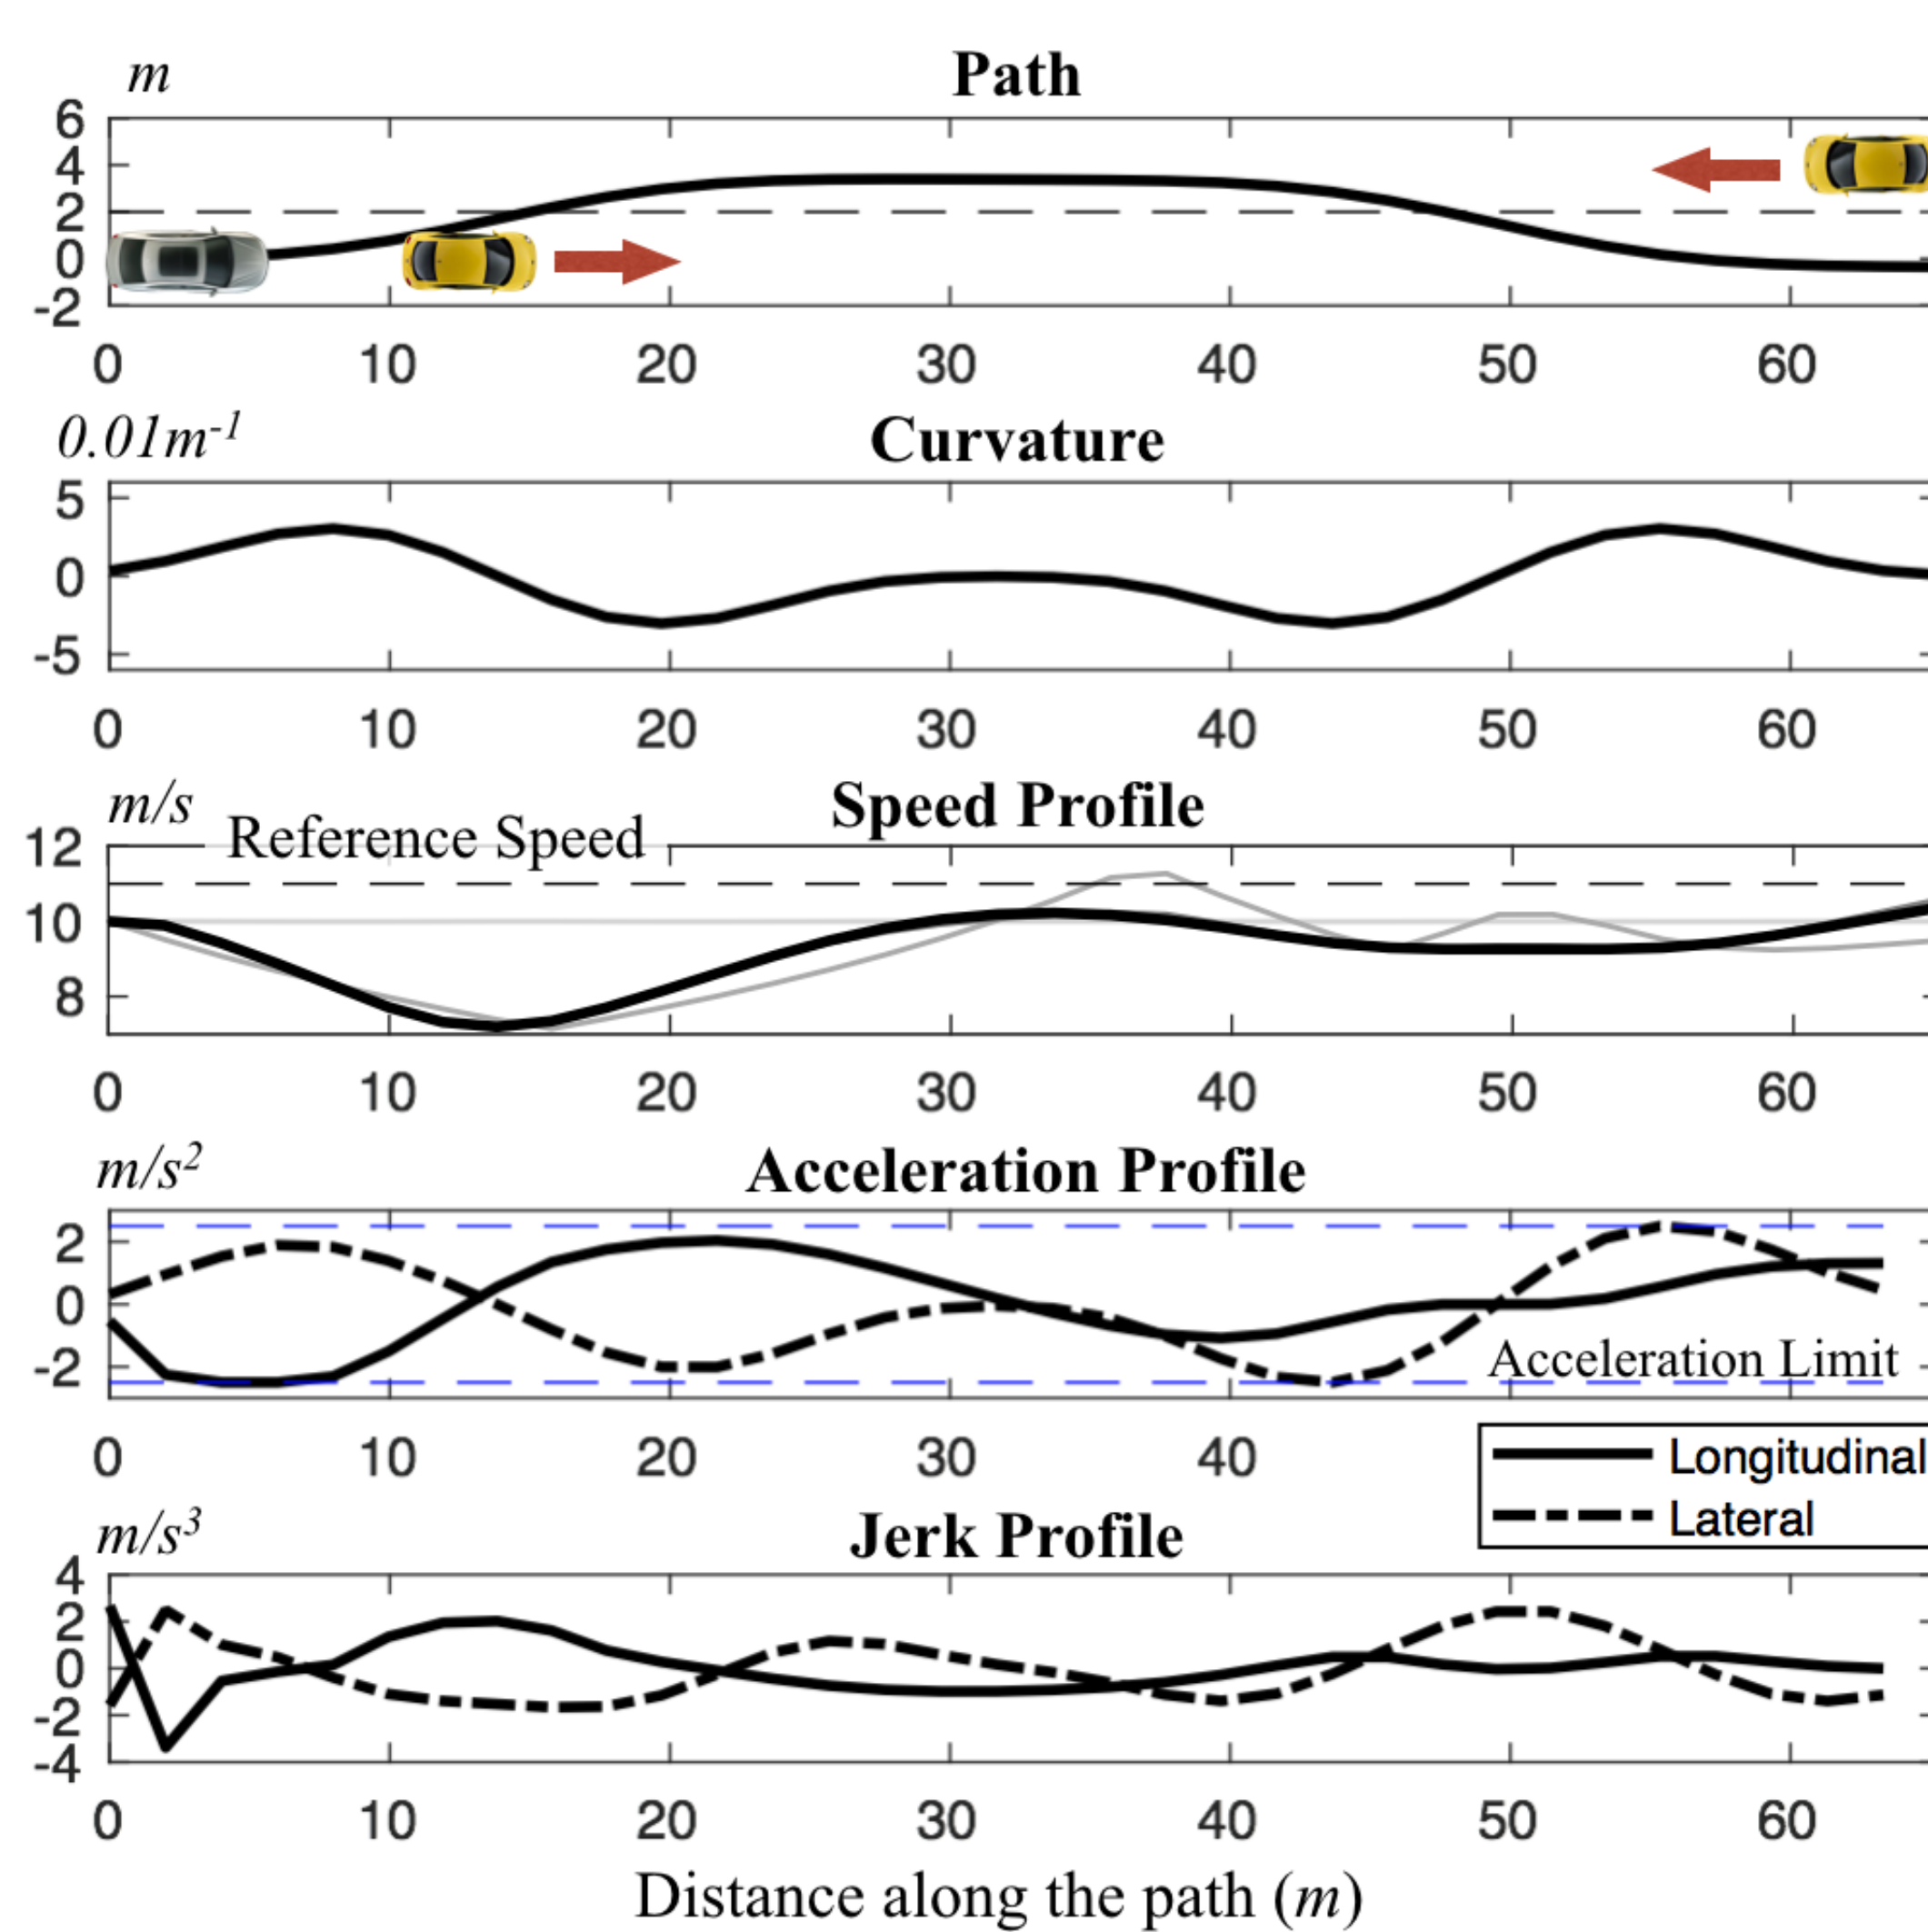 m
Path
6
4
2
0
-2
0 10 20 30 40 50 60
0.01m⁻¹
Curvature
5
0
-5
0 10 20 30 40 50 60
m/s
Speed Profile
Reference Speed
12
10
8
0 10 20 30 40 50 60
m/s²
Acceleration Profile
2
0
-2
Acceleration Limit
0 10 20 30 40
Longitudinal
Lateral
m/s³
Jerk Profile
4
2
0
-2
-4
0 10 20 30 40 50 60
Distance along the path (m)